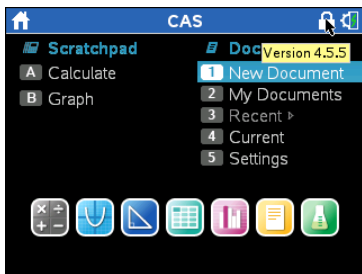 CAS
Scratchpad
A Calculate
B Graph
Doc
Version 4.5.5
1 New Document
2 My Documents
3 Recent ▸
4 Current
5 Settings